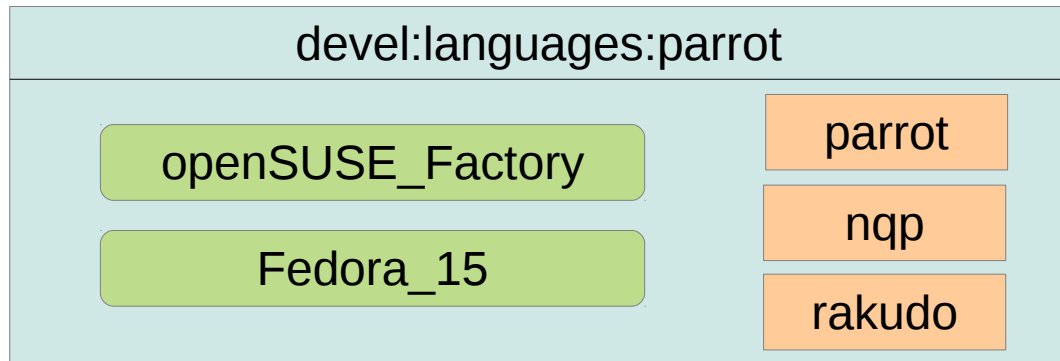 devel:languages:parrot
openSUSE_Factory
Fedora_15
parrot
nqp
rakudo